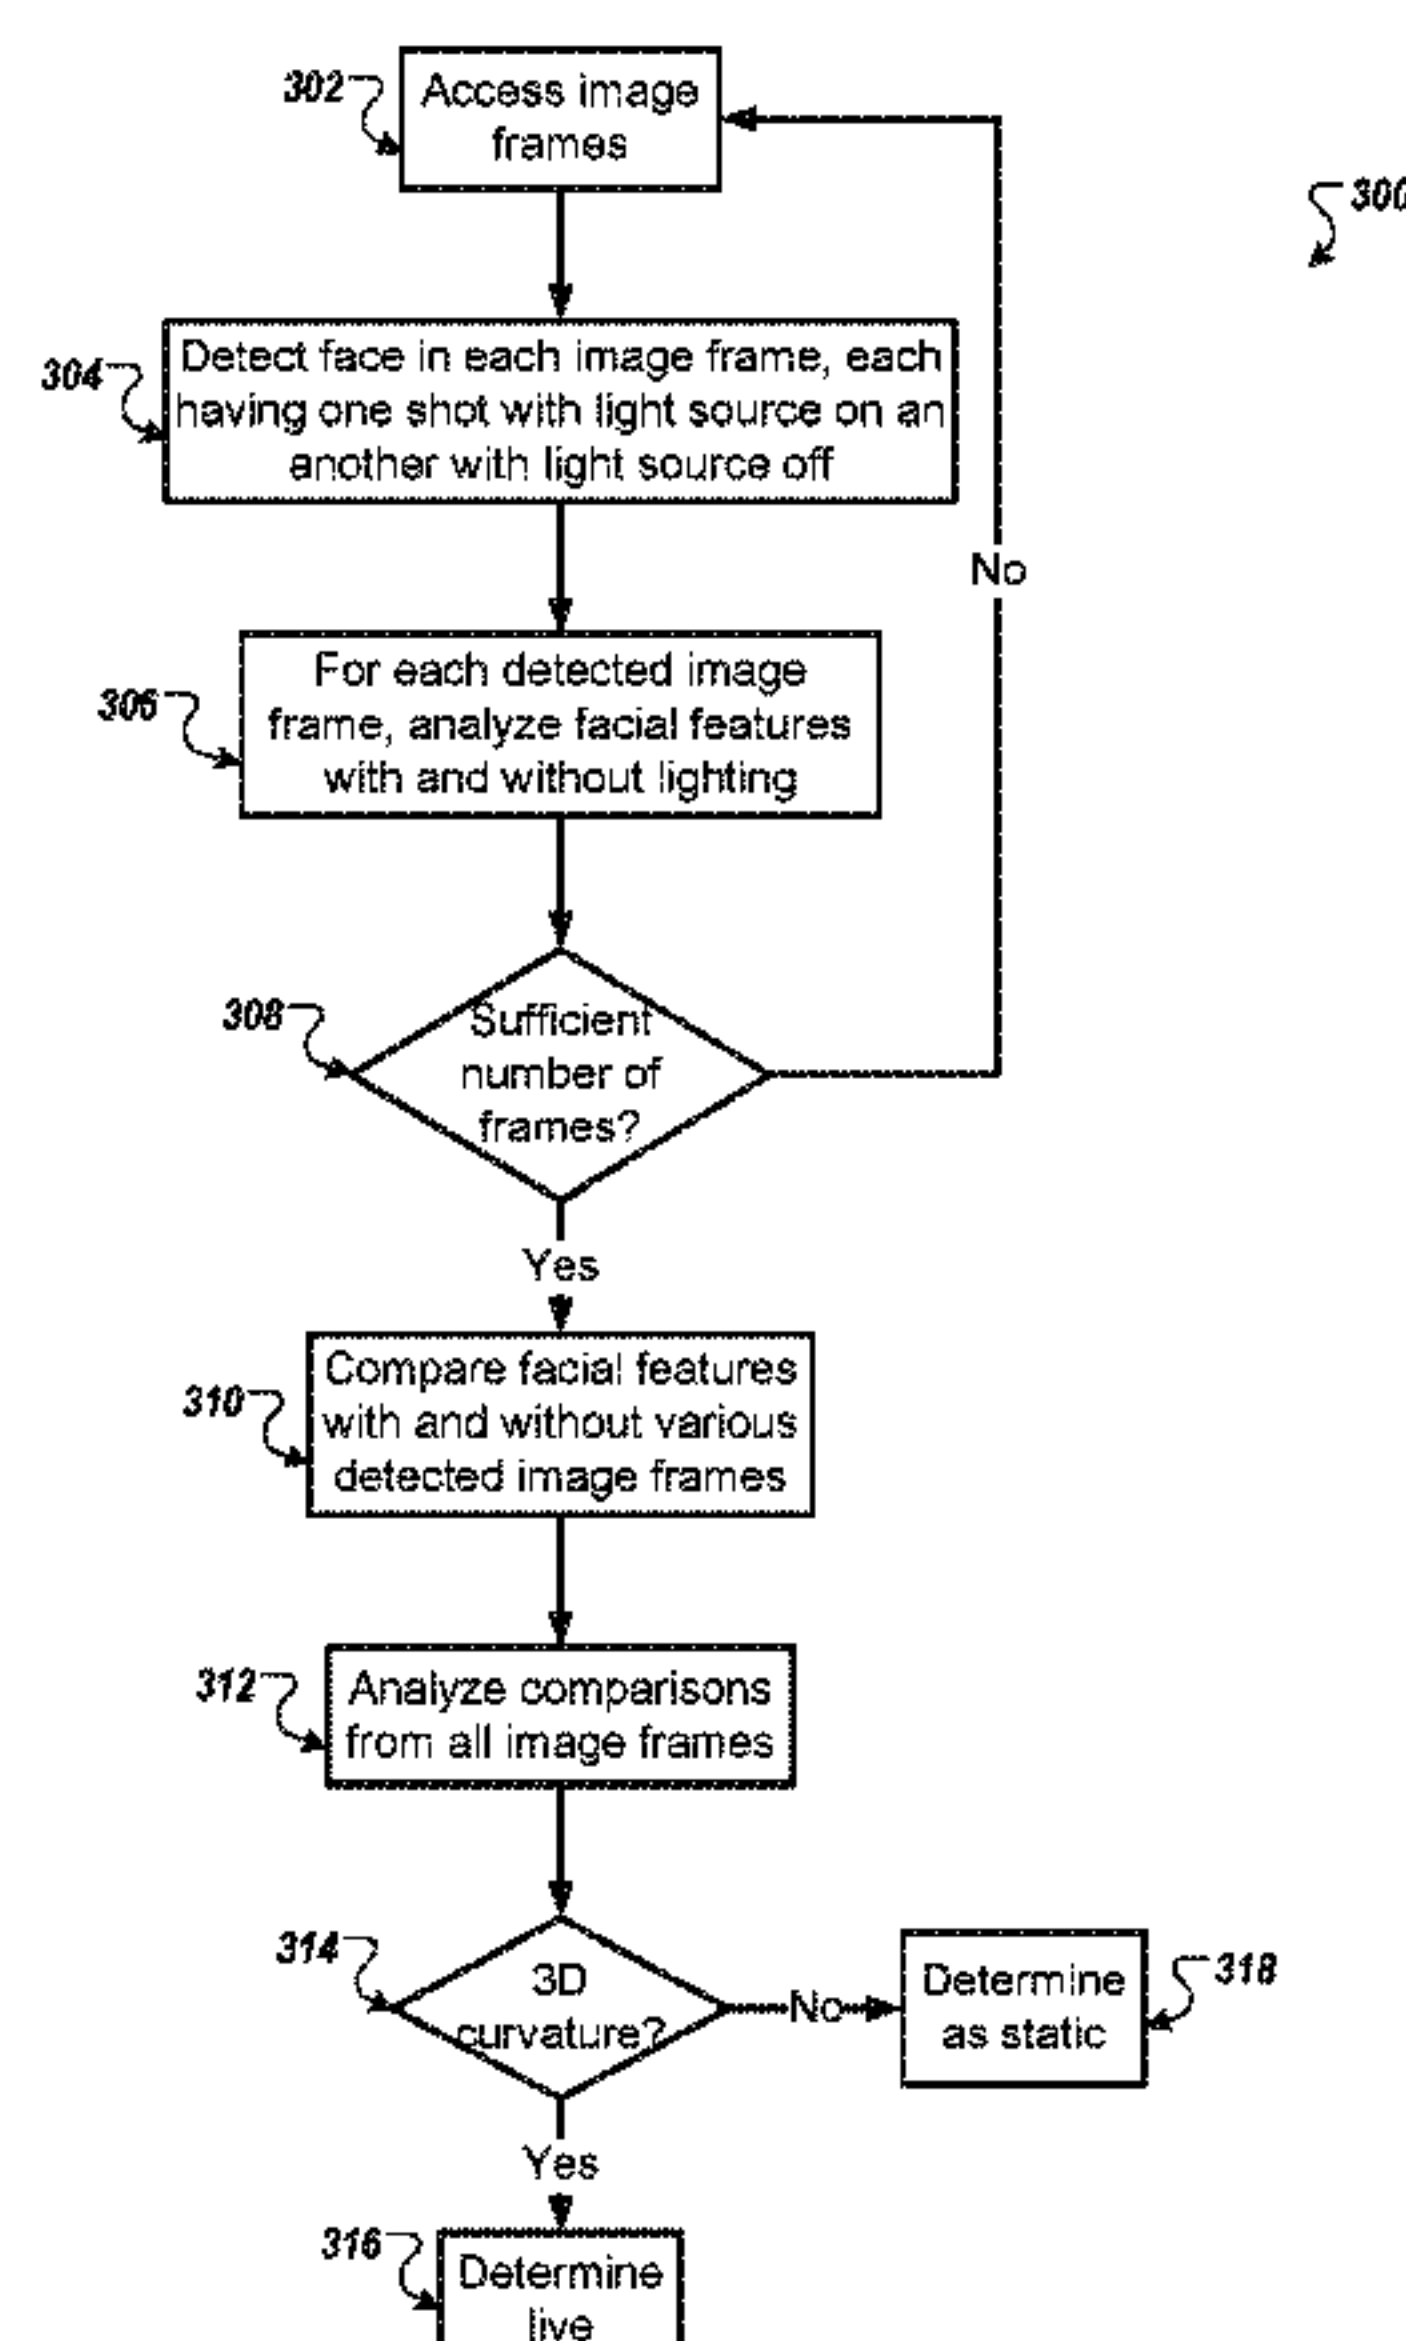 302
Access image
frames
300
304
Detect face in each image frame, each
having one shot with light source on an
another with light source off
306
For each detected image
frame, analyze facial features
with and without lighting
No
308
Sufficient
number of
frames?
Yes
310
Compare facial features
with and without various
detected image frames
312
Analyze comparisons
from all image frames
314
3D
curvature?
No
Determine
as static
318
Yes
316
Determine
live